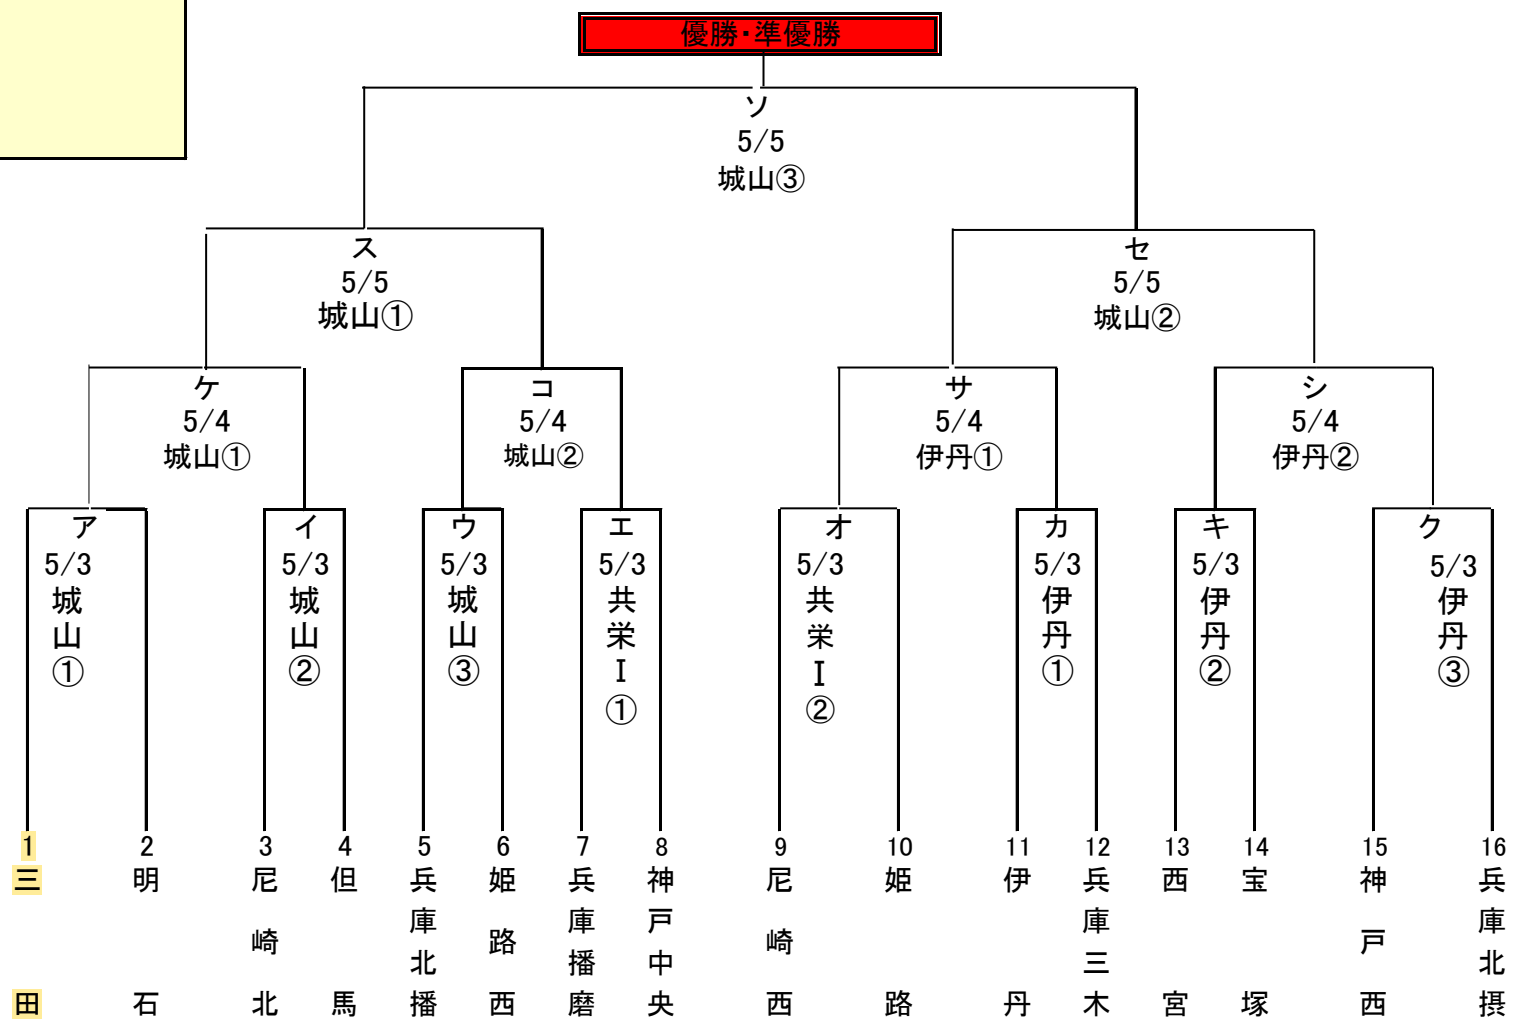 優勝・準優勝
ソ
5/5
城山③
ス
5/5
城山①
セ
5/5
城山②
ケ
5/4
城山①
コ
5/4
城山②
サ
5/4
伊丹①
シ
5/4
伊丹②
ア
5/3
城山①
イ
5/3
城山②
ウ
5/3
城山③
エ
5/3
共栄Ⅰ①
オ
5/3
共栄Ⅰ②
カ
5/3
伊丹①
キ
5/3
伊丹②
ク
5/3
伊丹③
1
三田
2
明石
3
尼崎北
4
但馬
5
兵庫北播
6
姫路西
7
兵庫播磨
8
神戸中央
9
尼崎西
10
姫路
11
伊丹
12
兵庫三木
13
西宮
14
宝塚
15
神戸西
16
兵庫北摂